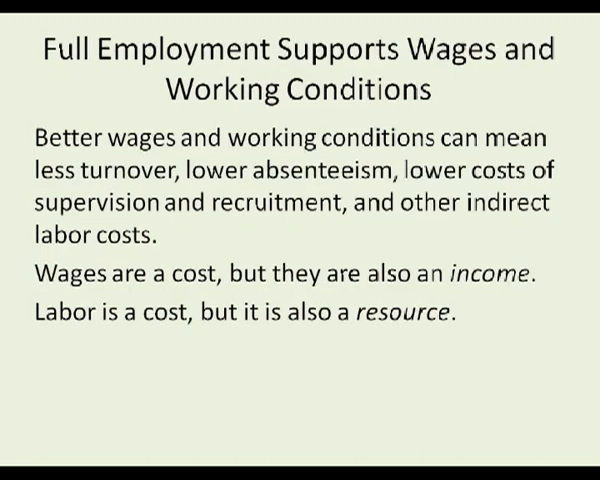 Full Employment Supports Wages and
Working Conditions
Better wages and working conditions can mean
less turnover, lower absenteeism, lower costs of
supervision and recruitment, and other indirect
labor costs.
Wages are a cost, but they are also an income.
Labor is a cost, but it is also a resource.